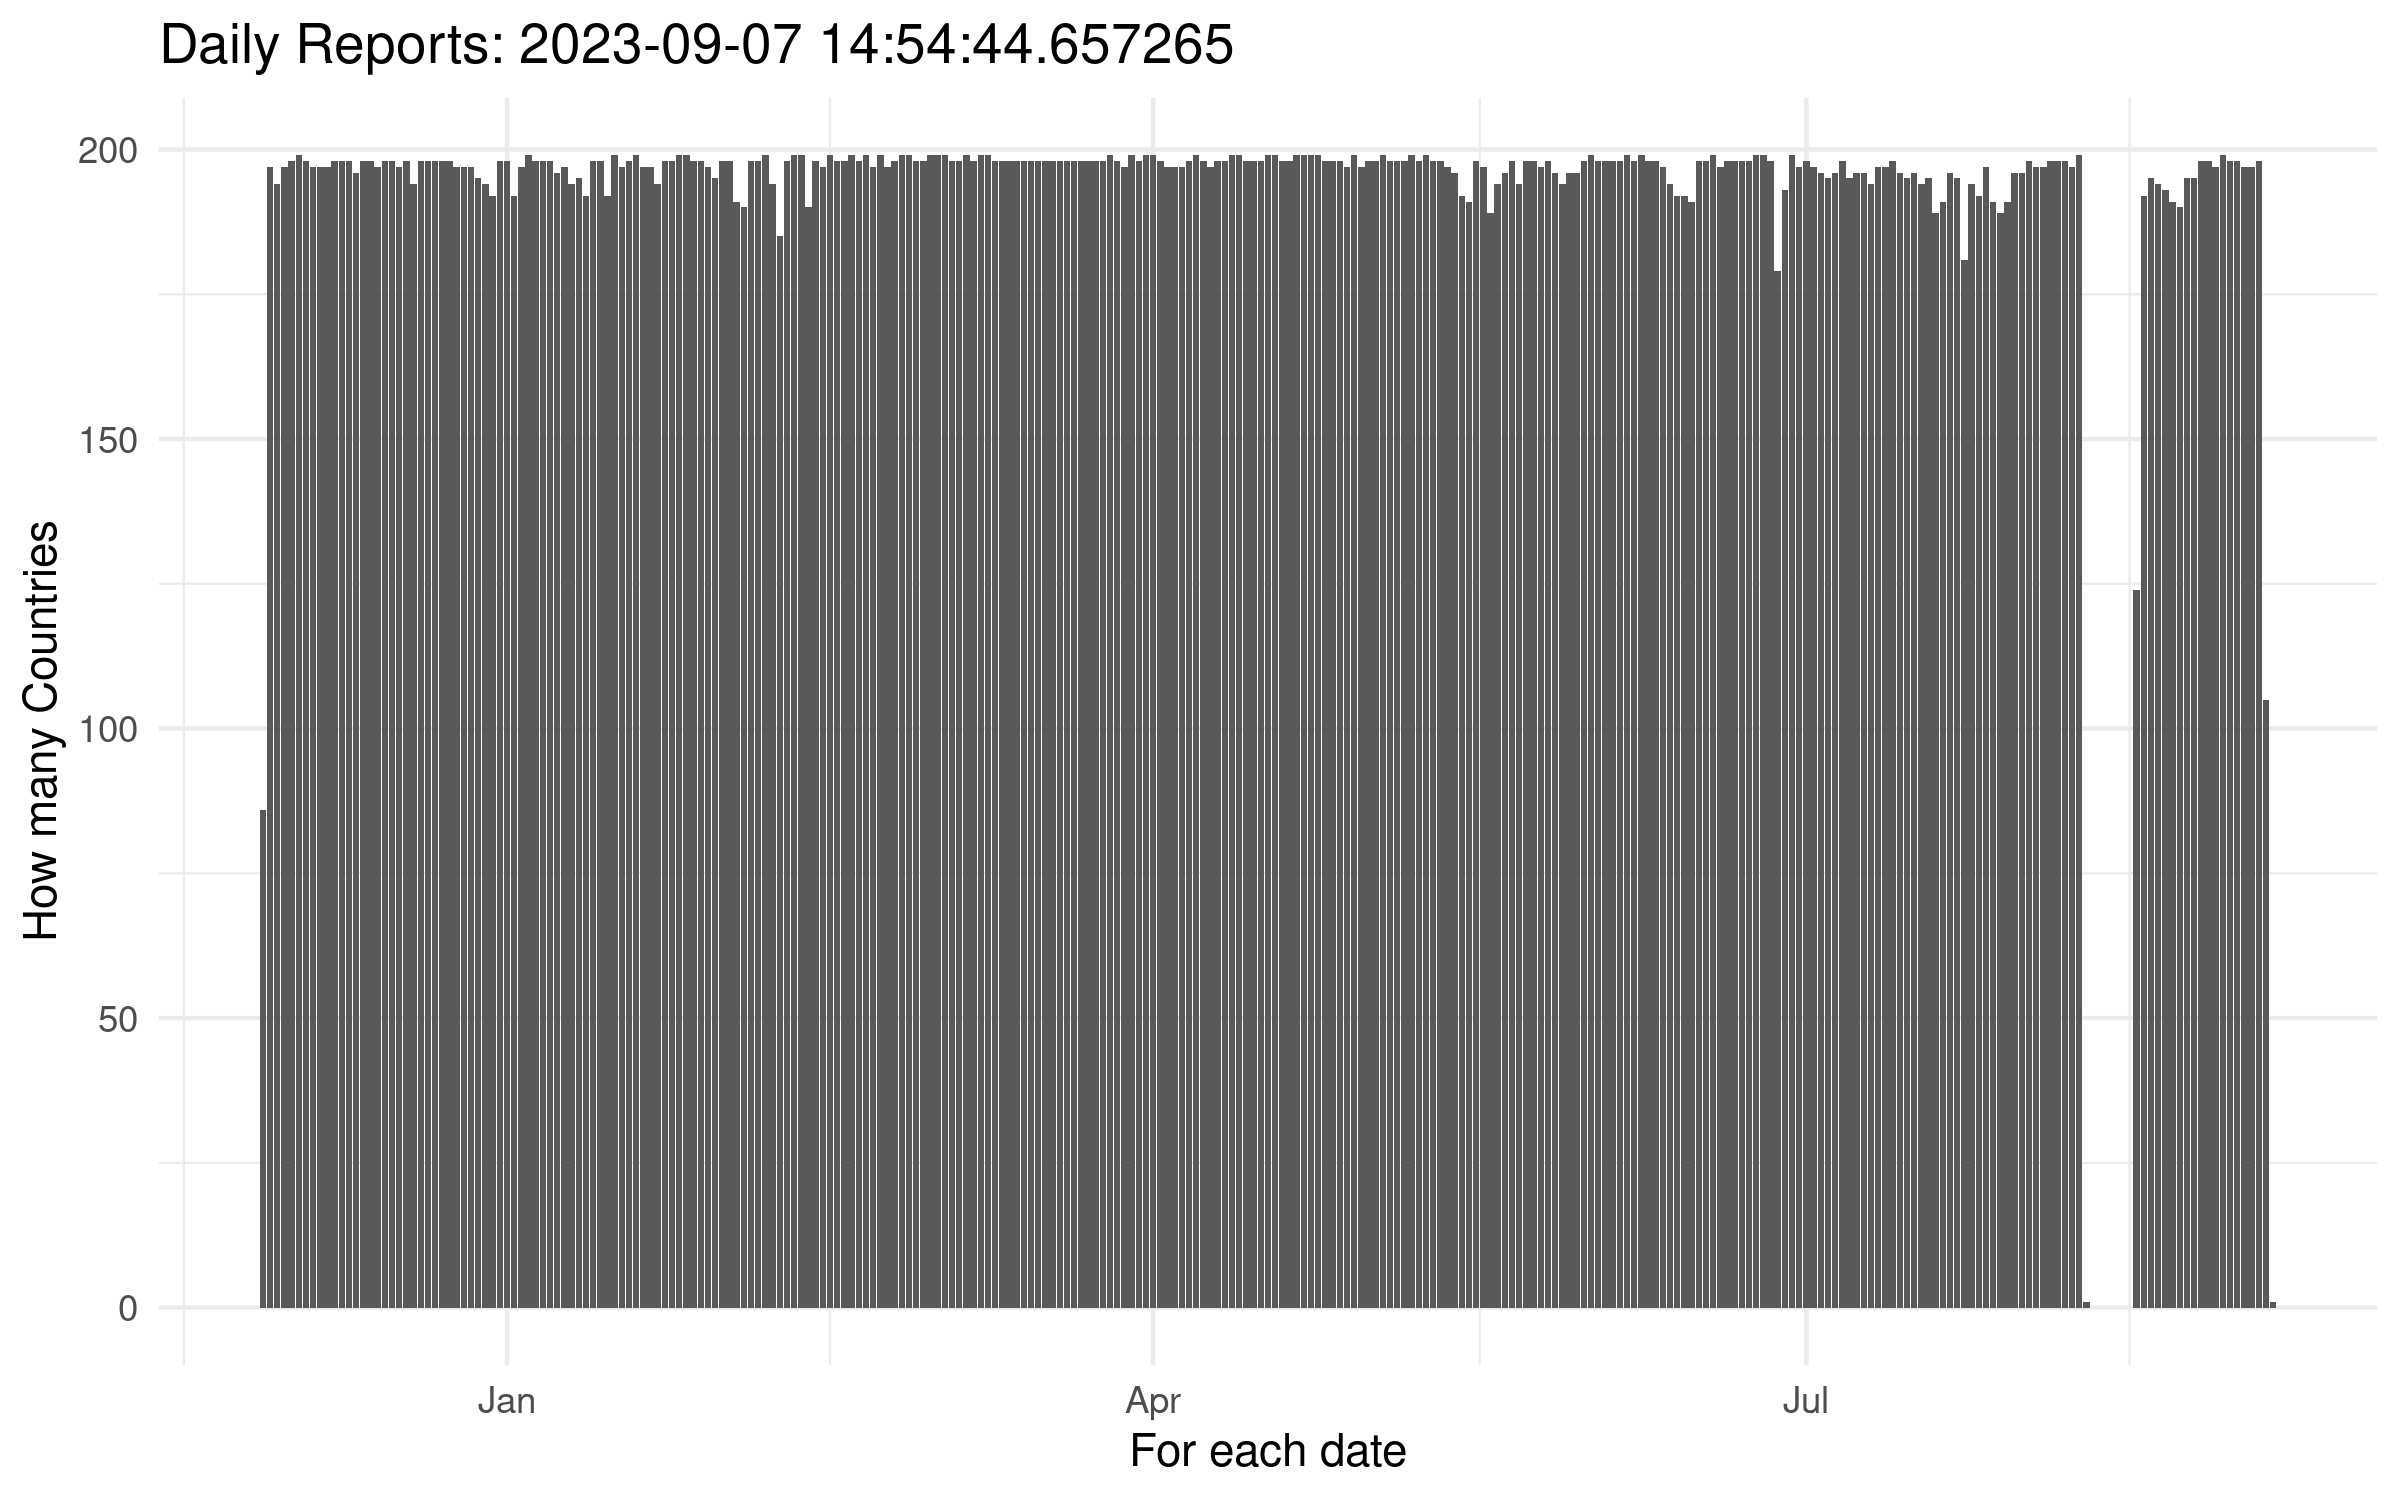 Daily Reports: 2023-09-07 14:54:44.657265
How many Countries
200
150
100
50
0
Jan Apr Jul
For each date